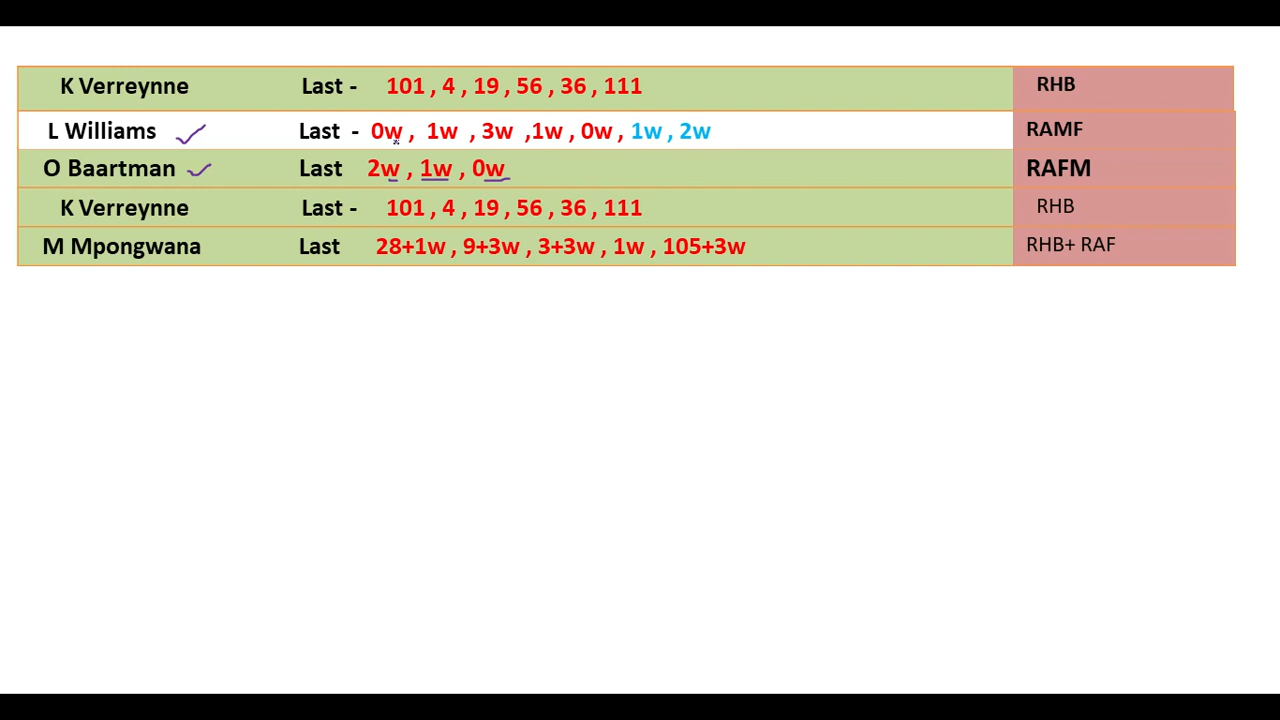 K Verreynne Last - 101 , 4 , 19 , 56 , 36 , 111 RHB
L Williams Last - 0w , 1w , 3w ,1w , 0w , 1w , 2w RAMF
O Baartman Last 2w , 1w , 0w RAFM
K Verreynne Last - 101 , 4 , 19 , 56 , 36 , 111 RHB
M Mpongwana Last 28+1w , 9+3w , 3+3w , 1w , 105+3w RHB+ RAF